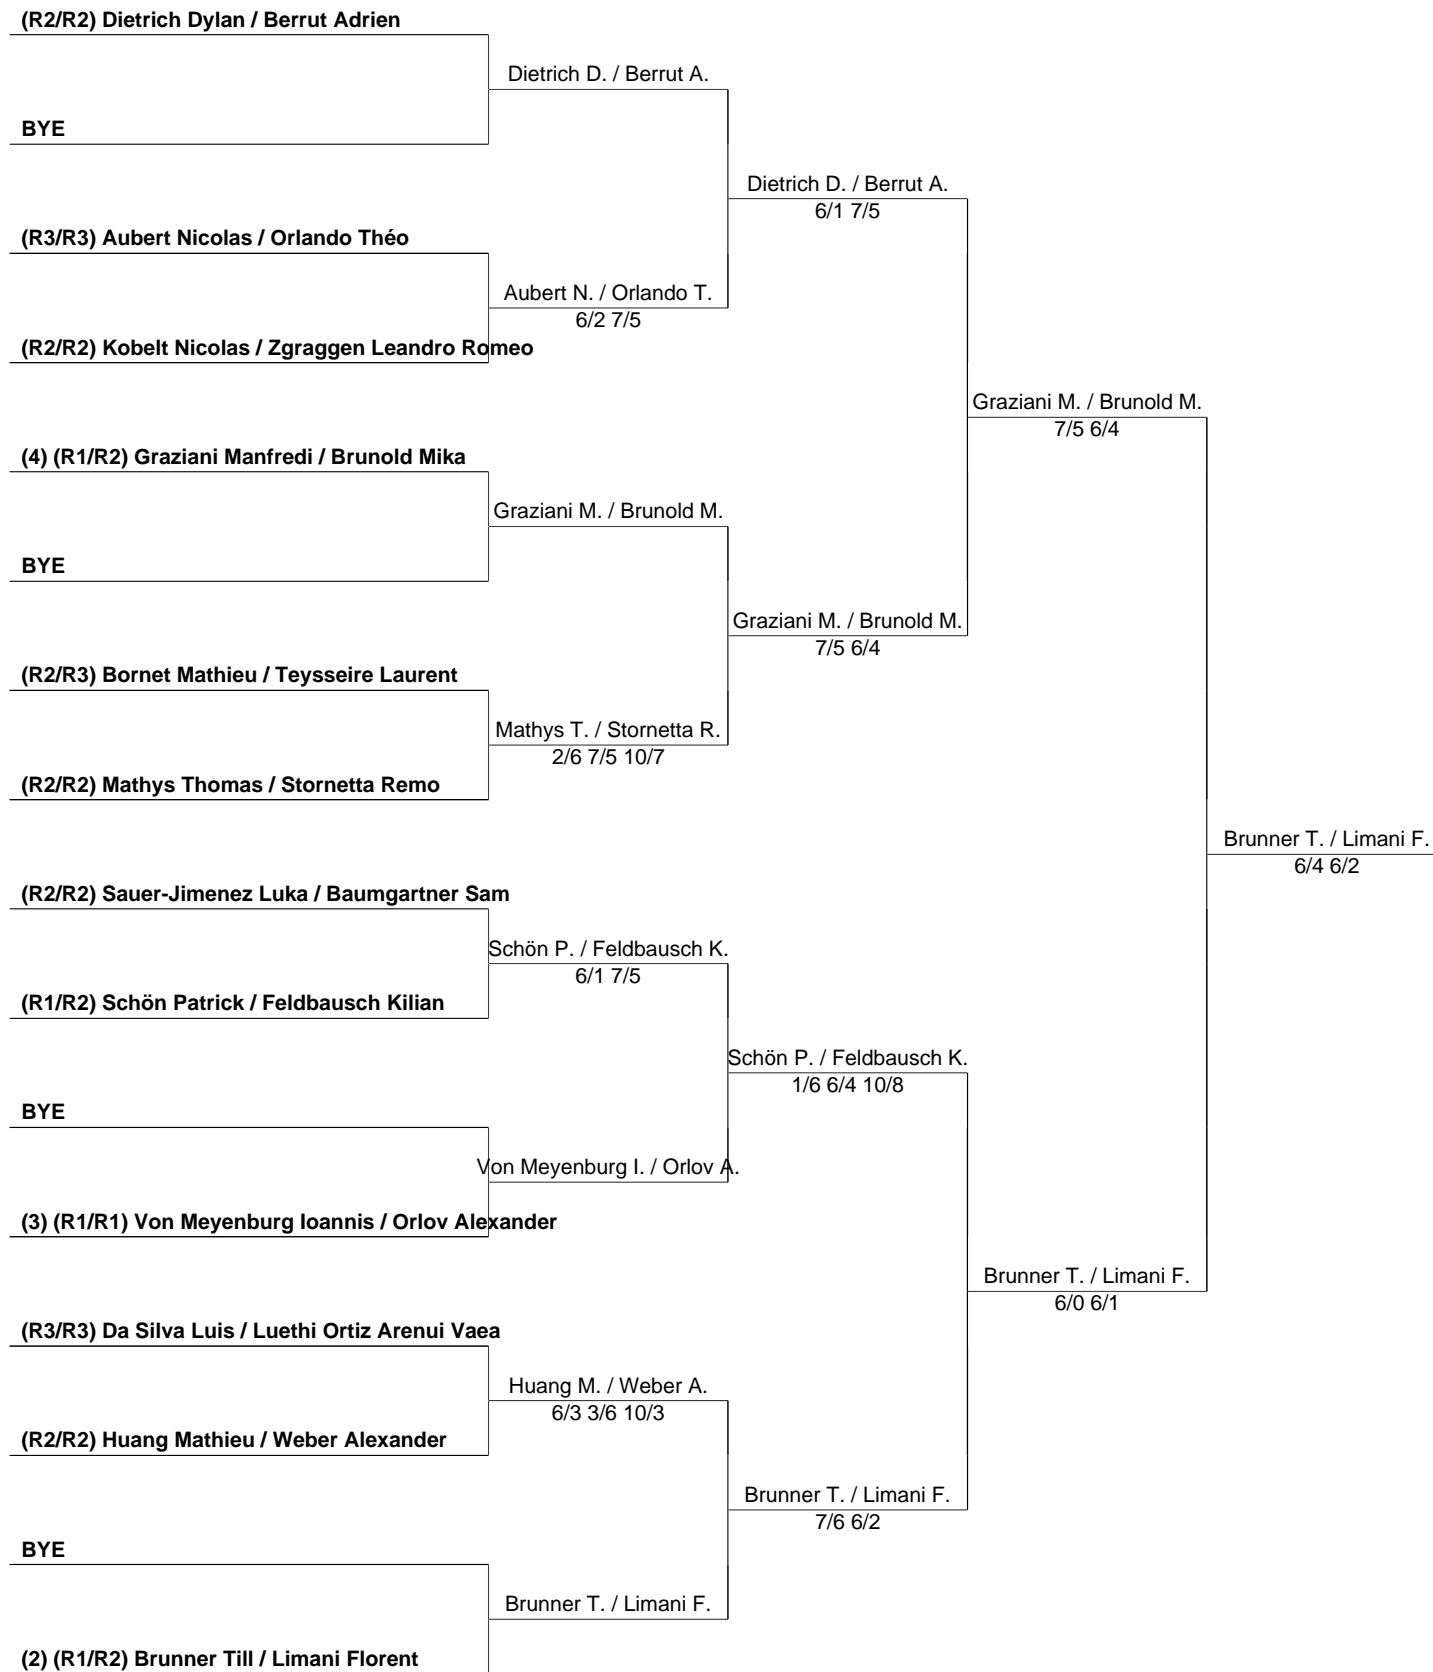 (R2/R2) Dietrich Dylan / Berrut Adrien
Dietrich D. / Berrut A.
BYE
Dietrich D. / Berrut A.
6/1 7/5
(R3/R3) Aubert Nicolas / Orlando Théo
Aubert N. / Orlando T.
6/2 7/5
(R2/R2) Kobelt Nicolas / Zgraggen Leandro Romeo
Graziani M. / Brunold M.
7/5 6/4
(4) (R1/R2) Graziani Manfredi / Brunold Mika
Graziani M. / Brunold M.
BYE
Graziani M. / Brunold M.
7/5 6/4
(R2/R3) Bornet Mathieu / Teysseire Laurent
Mathys T. / Stornetta R.
2/6 7/5 10/7
(R2/R2) Mathys Thomas / Stornetta Remo
Brunner T. / Limani F.
6/4 6/2
(R2/R2) Sauer-Jimenez Luka / Baumgartner Sam
Schön P. / Feldbausch K.
6/1 7/5
(R1/R2) Schön Patrick / Feldbausch Kilian
Schön P. / Feldbausch K.
1/6 6/4 10/8
BYE
Von Meyenburg I. / Orlov A.
(3) (R1/R1) Von Meyenburg Ioannis / Orlov Alexander
Brunner T. / Limani F.
6/0 6/1
(R3/R3) Da Silva Luis / Luethi Ortiz Arenui Vaea
Huang M. / Weber A.
6/3 3/6 10/3
(R2/R2) Huang Mathieu / Weber Alexander
Brunner T. / Limani F.
7/6 6/2
BYE
Brunner T. / Limani F.
(2) (R1/R2) Brunner Till / Limani Florent